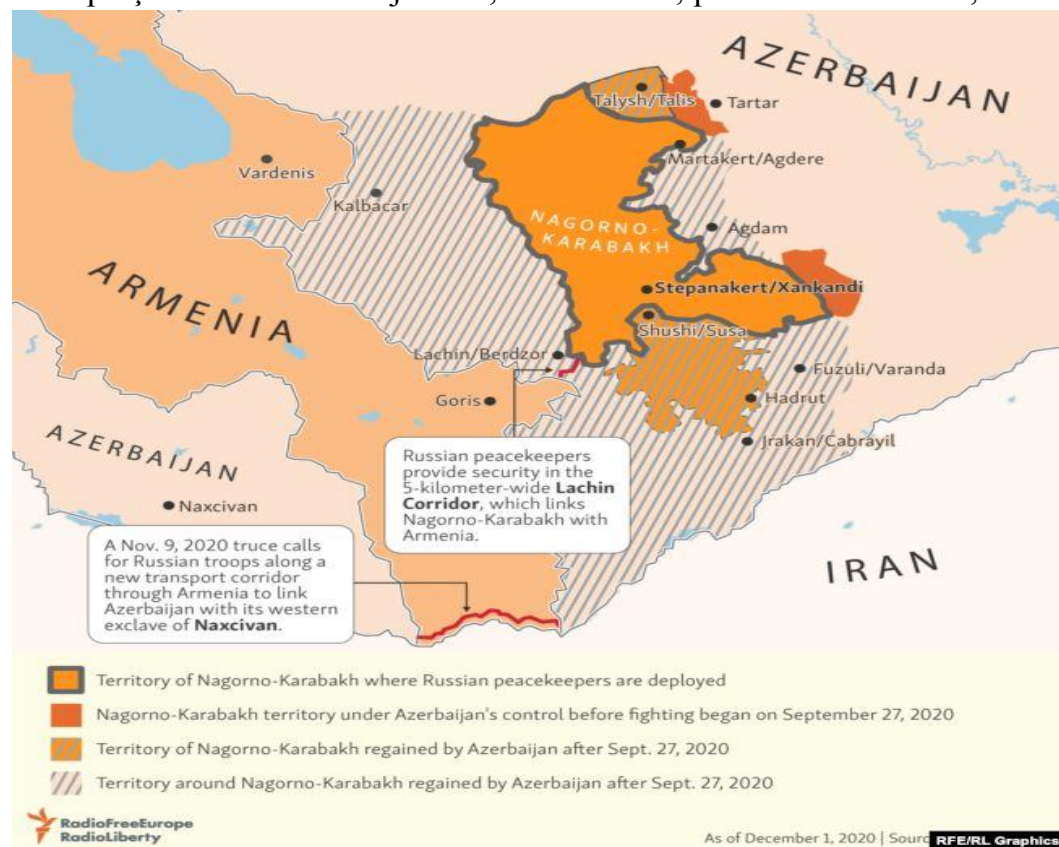 AZERBAIJAN
Talysh/Talis
Tartar
Vardenis
Martakert/Agdere
Kalbacar
NAGORNO-
KARABAKH
Agdam
ARMENIA
Stepanakert/Xankandi
Shushi/Susa
Lachin/Berdzor
Fuzuli/Varanda
Goris
Hadrut
Jrakan/Cabrayil
AZERBAIJAN
Naxcivan
Russian peacekeepers
provide security in the
5-kilometer-wide Lachin
Corridor, which links
Nagorno-Karabakh with
Armenia.
A Nov. 9, 2020 truce calls
for Russian troops along a
new transport corridor
through Armenia to link
Azerbaijan with its western
exclave of Naxcivan.
IRAN
Territory of Nagorno-Karabakh where Russian peacekeepers are deployed
Nagorno-Karabakh territory under Azerbaijan's control before fighting began on September 27, 2020
Territory of Nagorno-Karabakh regained by Azerbaijan after Sept. 27, 2020
Territory around Nagorno-Karabakh regained by Azerbaijan after Sept. 27, 2020
RadioFreeEurope
RadioLiberty
As of December 1, 2020 | Sourc
RFE/RL Graphics